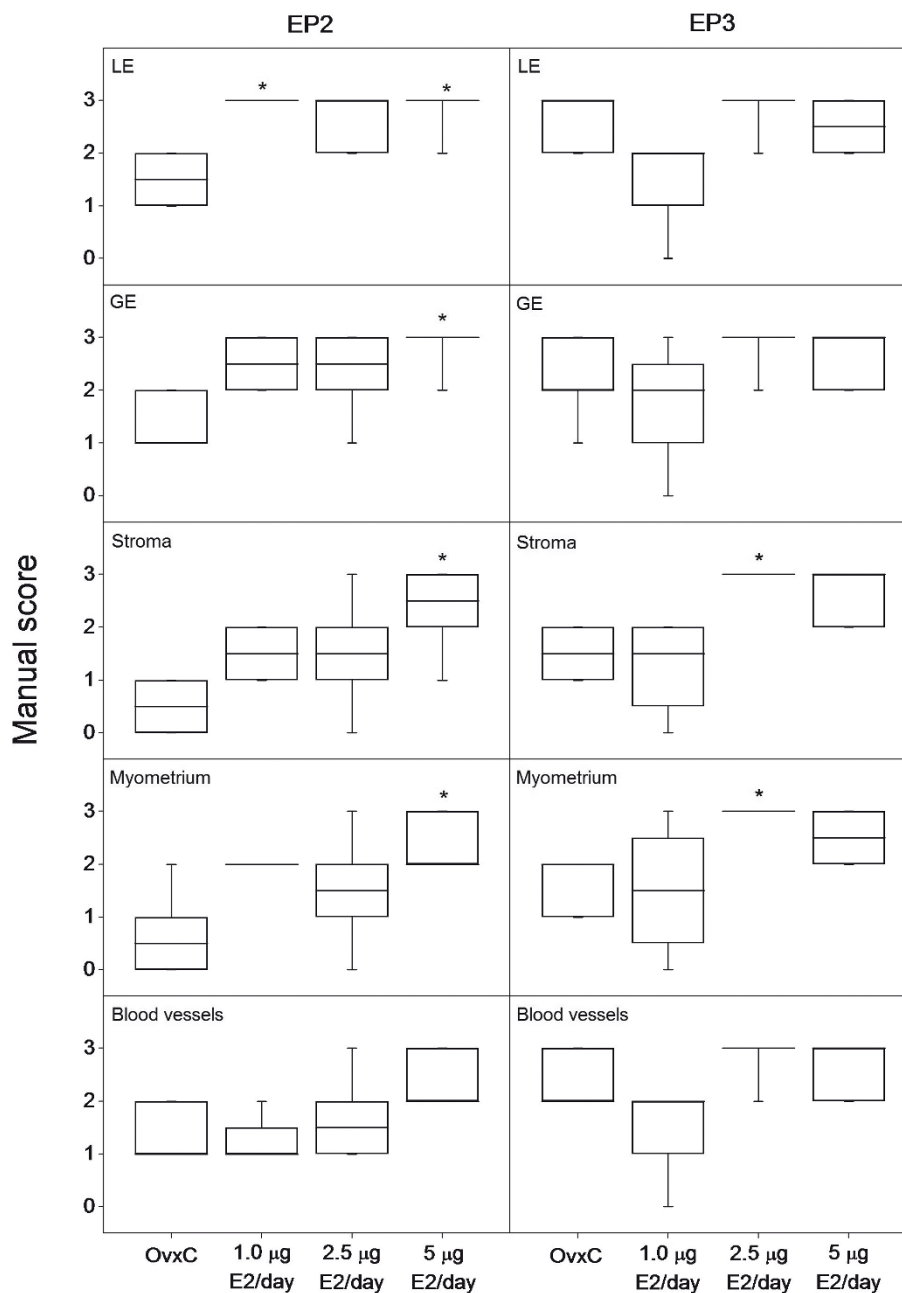 EP2 EP3
LE LE
* *
3
2
1
0
GE GE
*
3
2
1
0
Stroma Stroma
* *
3
2
1
0
Manual score
Myometrium Myometrium
* *
3
2
1
0
Blood vessels Blood vessels
3
2
1
0
OvxC 1.0 µg 2.5 µg 5 µg OvxC 1.0 µg 2.5 µg 5 µg
E2/day E2/day E2/day E2/day E2/day E2/day